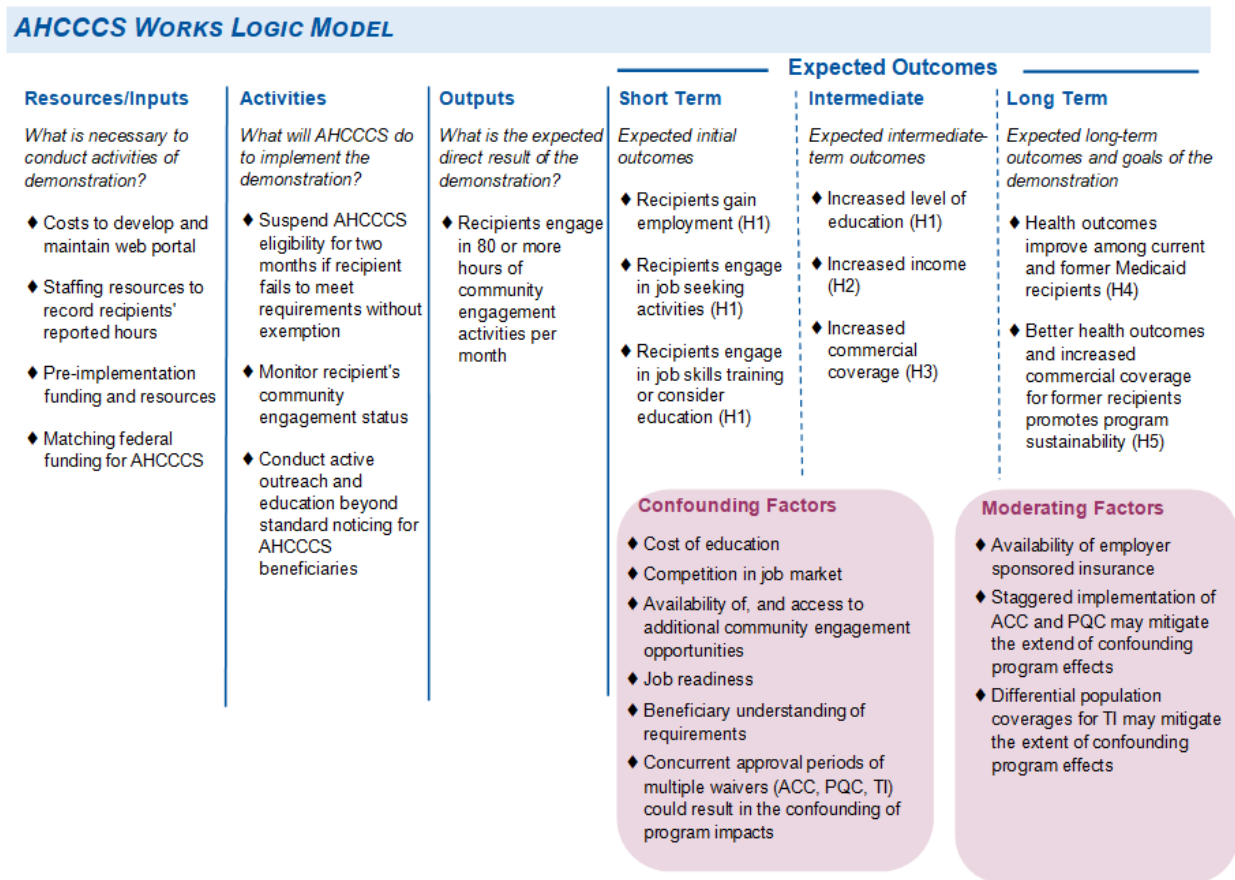 AHCCCS WORKS LOGIC MODEL
Expected Outcomes
Resources/Inputs
What is necessary to
conduct activities of
demonstration?
♦ Costs to develop and
maintain web portal
♦ Staffing resources to
record recipients'
reported hours
♦ Pre-implementation
funding and resources
♦ Matching federal
funding for AHCCCS
Activities
What will AHCCCS do
to implement the
demonstration?
♦ Suspend AHCCCS
eligibility for two
months if recipient
fails to meet
requirements without
exemption
♦ Monitor recipient's
community
engagement status
♦ Conduct active
outreach and
education beyond
standard noticing for
AHCCCS
beneficiaries
Outputs
What is the expected
direct result of the
demonstration?
♦ Recipients engage
in 80 or more
hours of
community
engagement
activities per
month
Short Term
Expected initial
outcomes
♦ Recipients gain
employment (H1)
♦ Recipients engage
in job seeking
activities (H1)
♦ Recipients engage
in job skills training
or consider
education (H1)
Intermediate
Expected intermediate-
term outcomes
♦ Increased level of
education (H1)
♦ Increased income
(H2)
♦ Increased
commercial
coverage (H3)
Long Term
Expected long-term
outcomes and goals of the
demonstration
♦ Health outcomes
improve among current
and former Medicaid
recipients (H4)
♦ Better health outcomes
and increased
commercial coverage
for former recipients
promotes program
sustainability (H5)
Confounding Factors
♦ Cost of education
♦ Competition in job market
♦ Availability of, and access to
additional community engagement
opportunities
♦ Job readiness
♦ Beneficiary understanding of
requirements
♦ Concurrent approval periods of
multiple waivers (ACC, PQC, TI)
could result in the confounding of
program impacts
Moderating Factors
♦ Availability of employer
sponsored insurance
♦ Staggered implementation of
ACC and PQC may mitigate
the extend of confounding
program effects
♦ Differential population
coverages for TI may mitigate
the extent of confounding
program effects